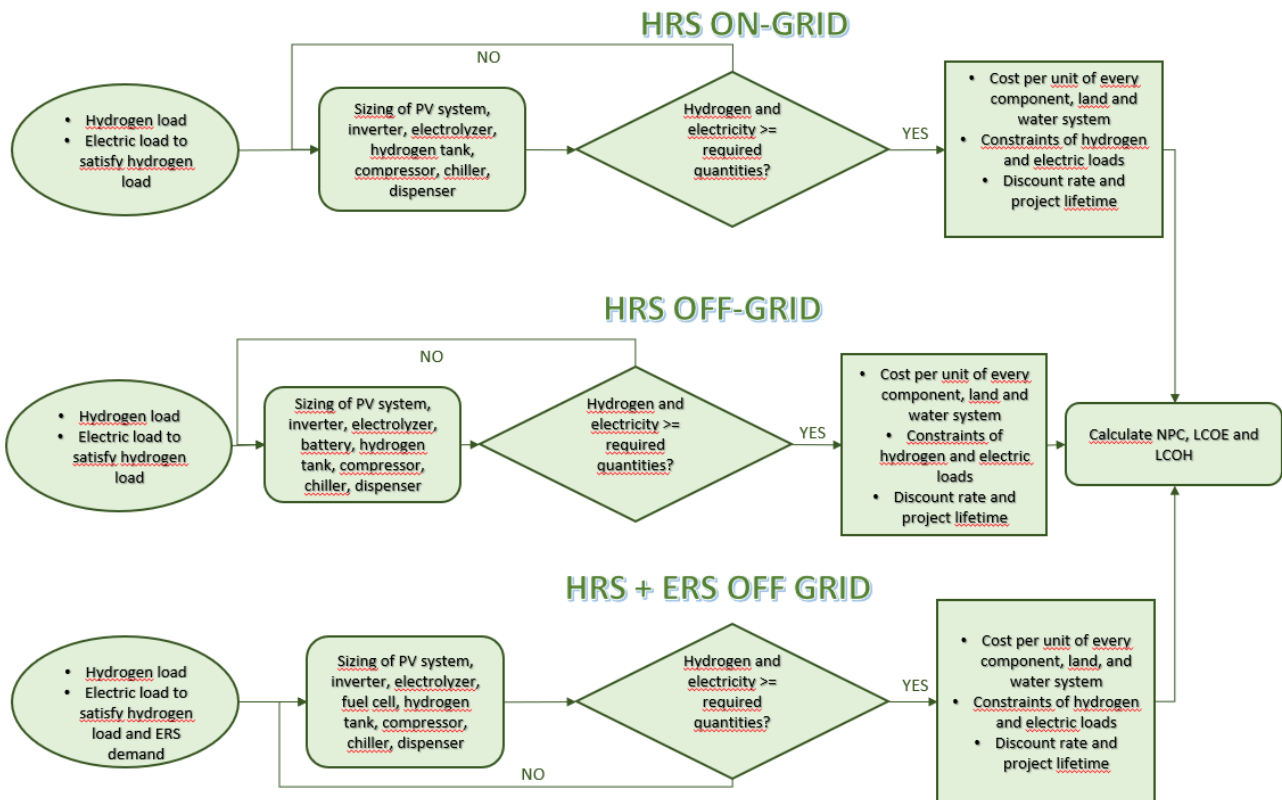 HRS ON-GRID
NO
• Hydrogen load
• Electric load to
satisfy hydrogen
load
Sizing of PV system,
inverter, electrolyzer,
hydrogen tank,
compressor, chiller,
dispenser
Hydrogen and
electricity >=
required
quantities?
YES
• Cost per unit of every
component, land and
water system
• Constraints of hydrogen
and electric loads
• Discount rate and
project lifetime
HRS OFF-GRID
NO
• Hydrogen load
• Electric load to
satisfy hydrogen
load
Sizing of PV system,
inverter, electrolyzer,
battery, hydrogen
tank, compressor,
chiller, dispenser
Hydrogen and
electricity >=
required
quantities?
YES
• Cost per unit of every
component, land and
water system
• Constraints of
hydrogen and electric
loads
• Discount rate and
project lifetime
Calculate NPC, LCOE and
LCOH
HRS + ERS OFF GRID
• Hydrogen load
• Electric load to
satisfy hydrogen
load and ERS
demand
Sizing of PV system,
inverter, electrolyzer,
fuel cell, hydrogen
tank, compressor,
chiller, dispenser
Hydrogen and
electricity >=
required
quantities?
YES
• Cost per unit of every
component, land, and
water system
• Constraints of hydrogen
and electric loads
• Discount rate and
project lifetime
NO